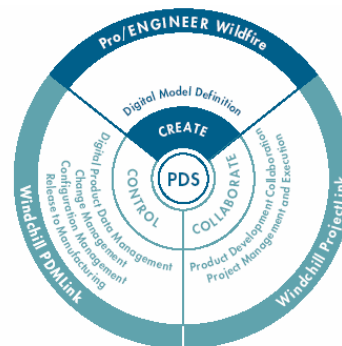 Pro/ENGINEER Wildfire
Digital Model Definition
CREATE
PDS
CONTROL
COLLABORATE
Digital Product Data Management
Change Management
Configuration Management
Release to Manufacturing
Product Development Collaboration
Project Management and Execution
Windchill PDMLink
Windchill ProjectLink